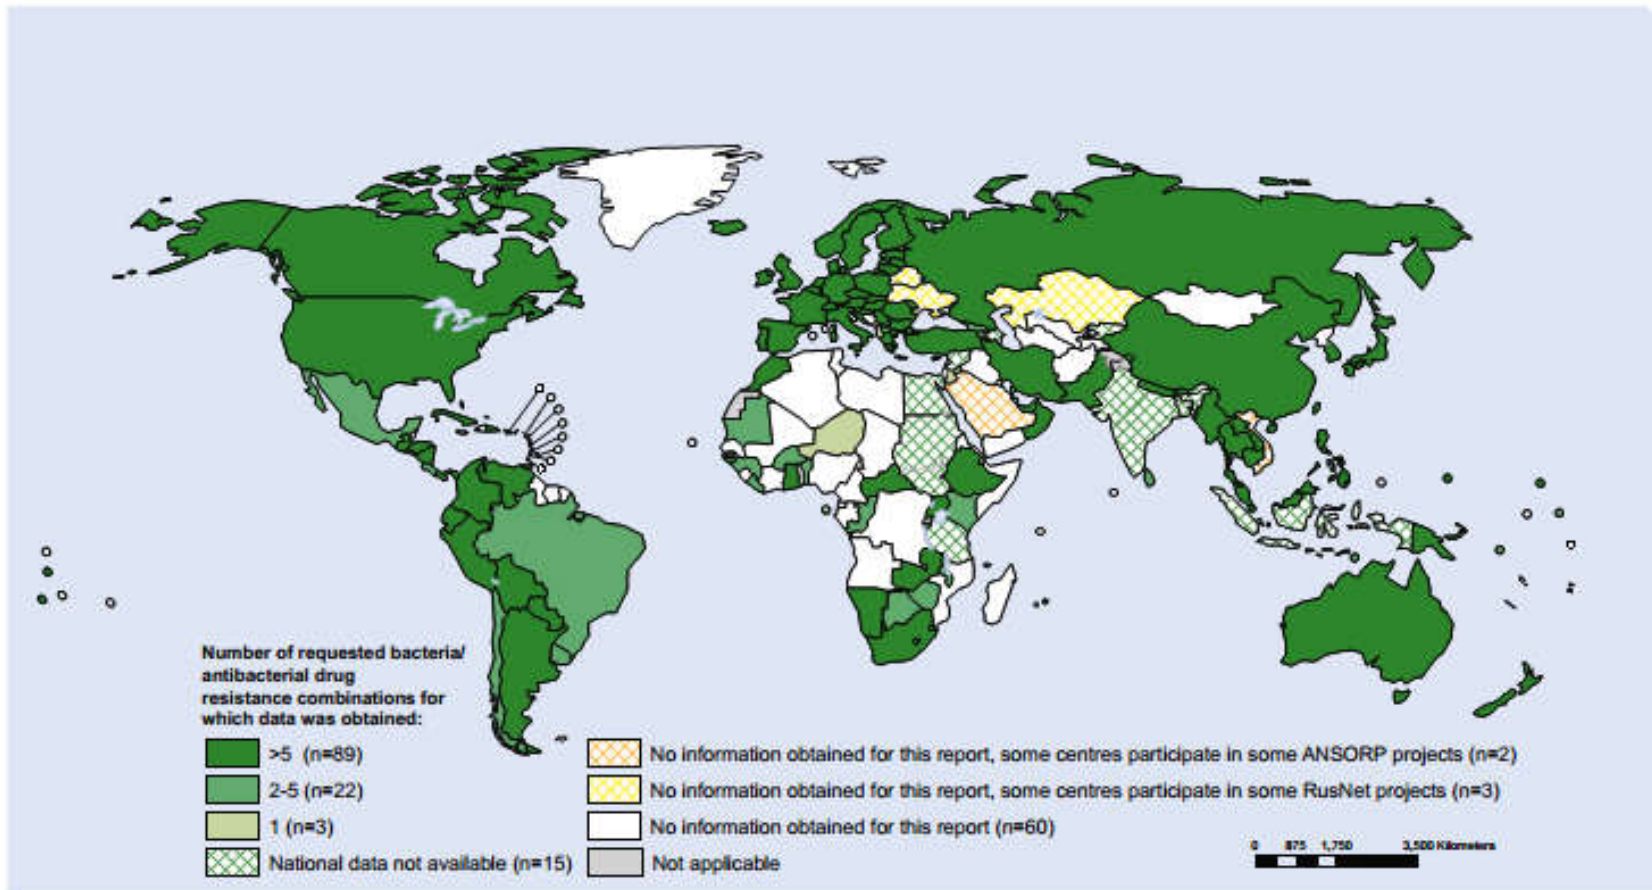 Number of requested bacteria/
antibacterial drug
resistance combinations for
which data was obtained:
>5 (n=89)
2-5 (n=22)
1 (n=3)
National data not available (n=15)
No information obtained for this report, some centres participate in some ANSORP projects (n=2)
No information obtained for this report, some centres participate in some RusNet projects (n=3)
No information obtained for this report (n=60)
Not applicable
0 875 1,750 3,500 Kilometers